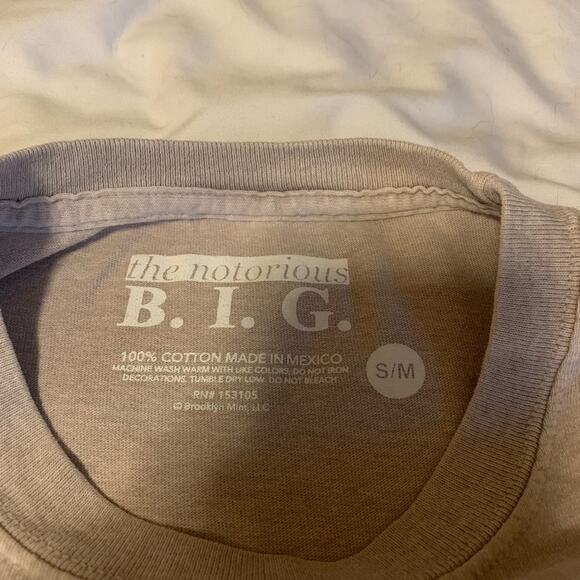 the notorious
B. I. G.
100% COTTON MADE IN MEXICO
MACHINE WASH WARM WITH LIKE COLORS, DO NOT IRON
DECORATIONS, TUMBLE DRY LOW, DO NOT BLEACH
RN# 153105
© Brooklyn Mint, LLC
S/M